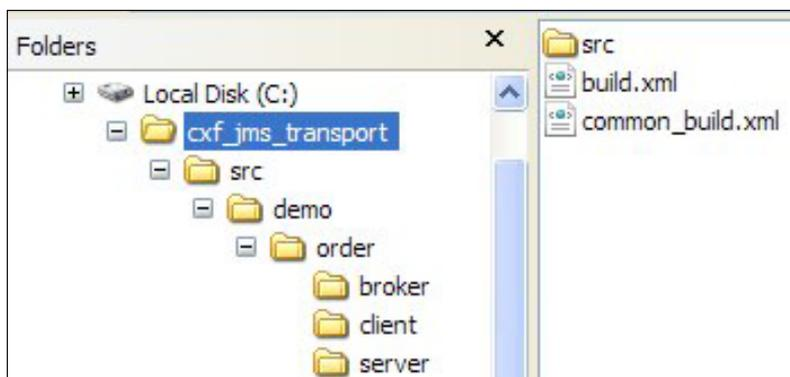 Folders
Local Disk (C:)
cxf_jms_transport
src
demo
order
broker
client
server
src
build.xml
common_build.xml